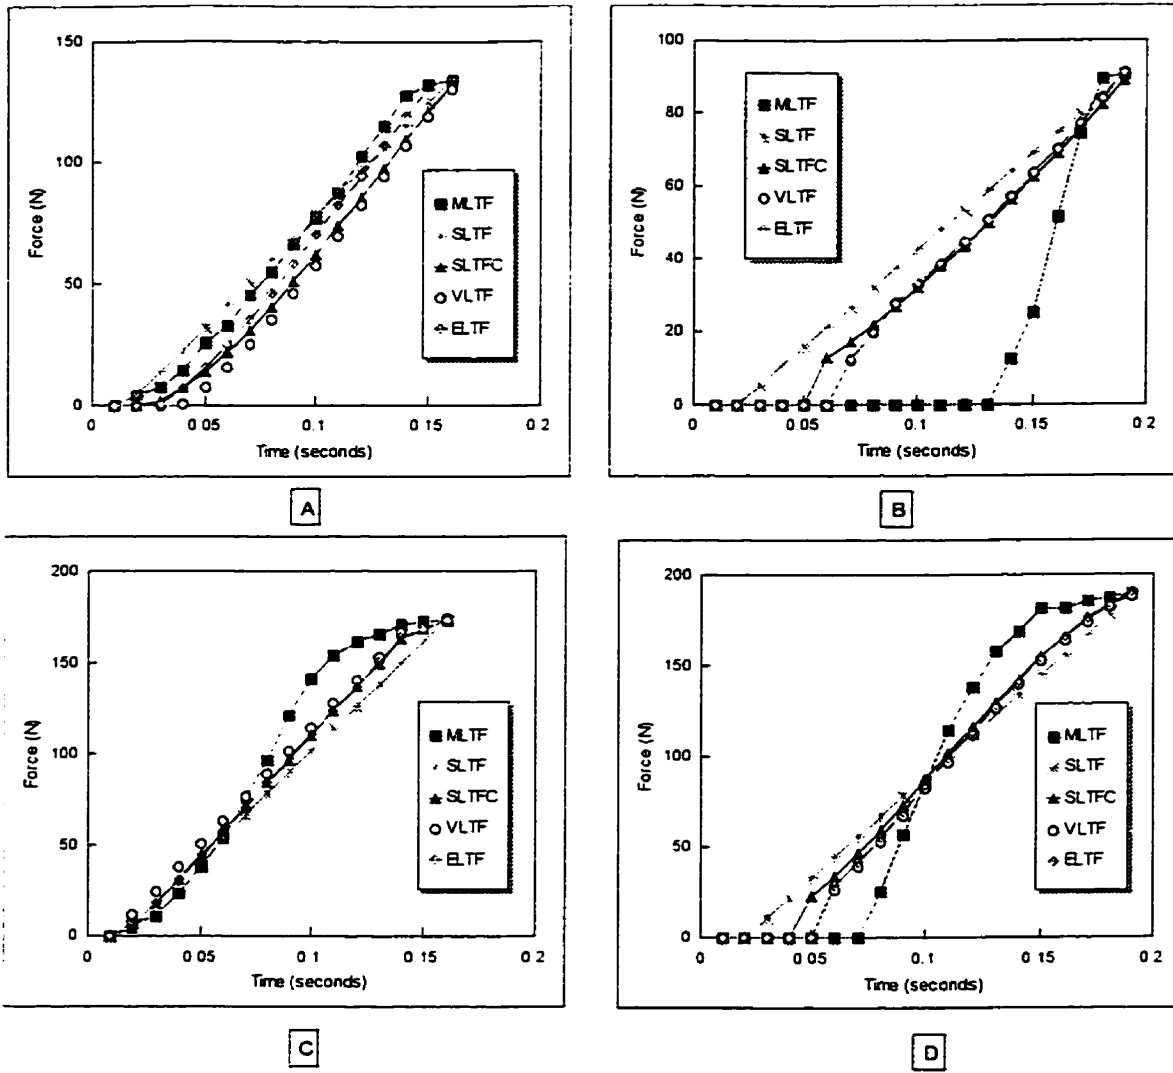 150
100
50
0
Force (N)
0 0.05 0.1 0.15 0.2
Time (seconds)
MLTF
SLTF
SLTFC
VLTF
ELTF
A
100
80
60
40
20
0
Force (N)
0 0.05 0.1 0.15 0.2
Time (seconds)
MLTF
SLTF
SLTFC
VLTF
ELTF
B
200
150
100
50
0
Force (N)
0 0.05 0.1 0.15 0.2
Time (seconds)
MLTF
SLTF
SLTFC
VLTF
ELTF
C
200
150
100
50
0
Force (N)
0 0.05 0.1 0.15 0.2
Time (seconds)
MLTF
SLTF
SLTFC
VLTF
ELTF
D